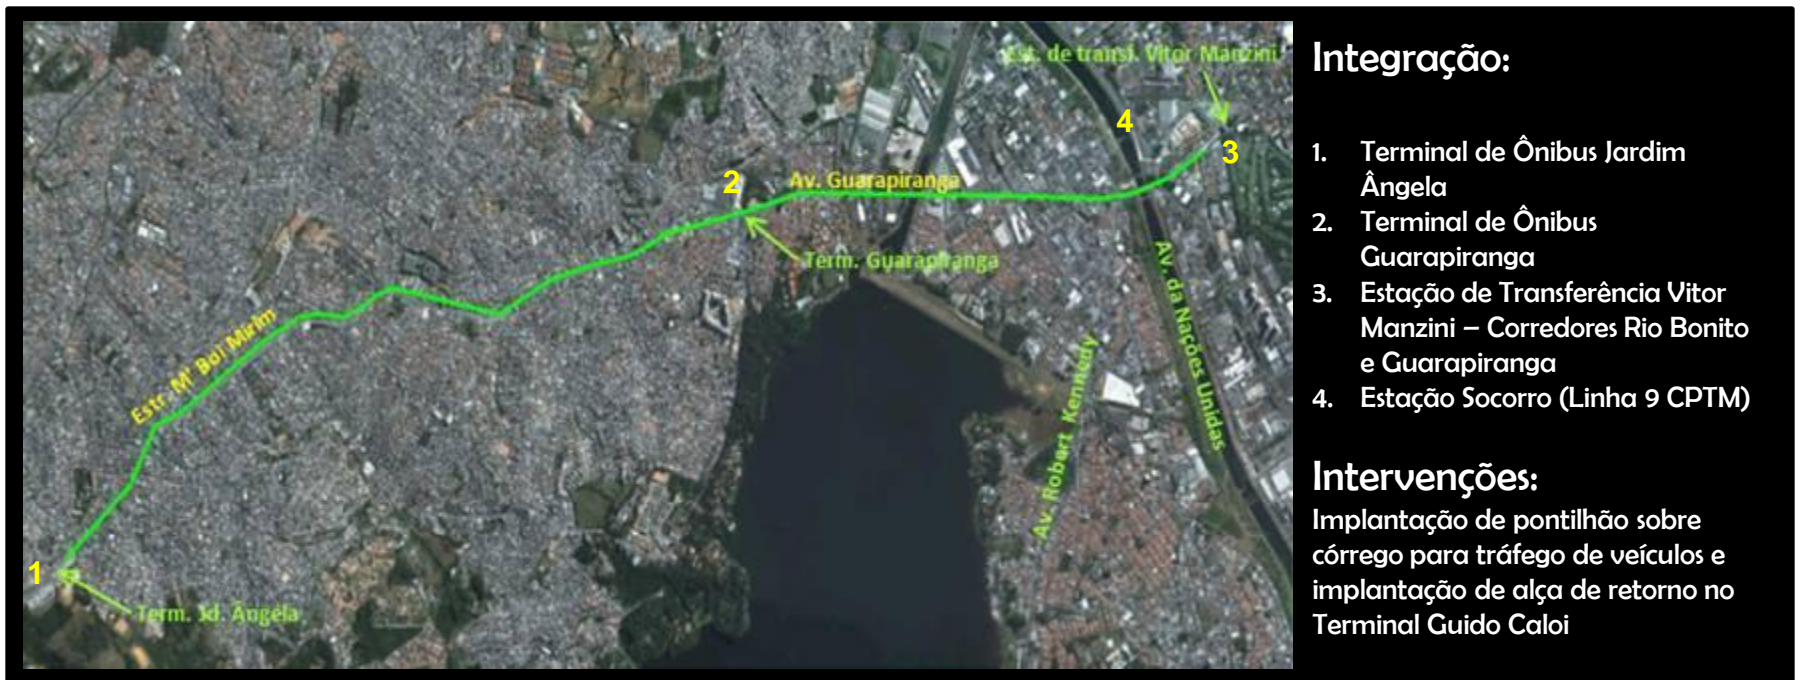 Est. de transf. Vitor Manzini
4
3
2
Av. Guarapiranga
Term. Guarapiranga
Av. da Nações Unidas
Estr. M' Boi Mirim
Av. Robert Kennedy
1
Term. Jd. Ângela
Integração:
1. Terminal de Ônibus Jardim
Ângela
2. Terminal de Ônibus
Guarapiranga
3. Estação de Transferência Vitor
Manzini – Corredores Rio Bonito
e Guarapiranga
4. Estação Socorro (Linha 9 CPTM)
Intervenções:
Implantação de pontilhão sobre
córrego para tráfego de veículos e
implantação de alça de retorno no
Terminal Guido Caloi